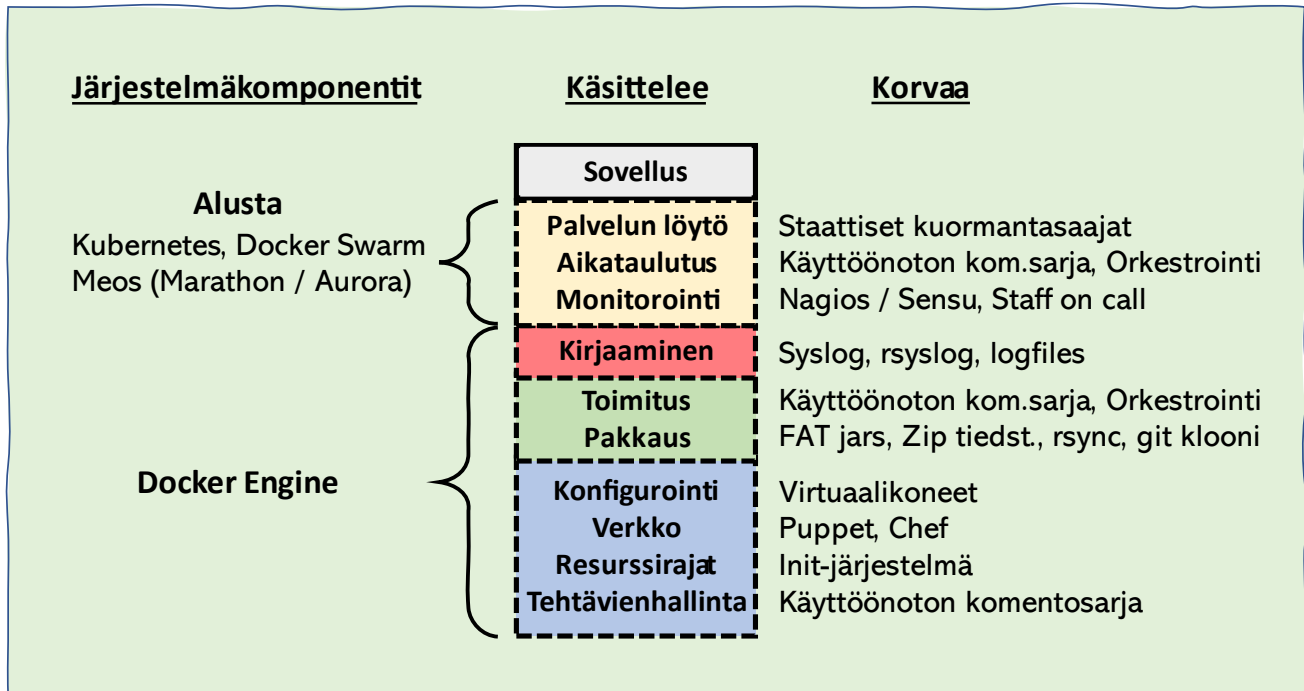 Järjestelmäkomponentit Käsittelee Korvaa
Sovellus
Alusta
Kubernetes, Docker Swarm
Meos (Marathon / Aurora)
Palvelun löytö Staattiset kuormantasaajat
Aikataulutus Käyttöönoton kom.sarja, Orkestrointi
Monitorointi Nagios / Sensu, Staff on call
Docker Engine
Kirjaaminen Syslog, rsyslog, logfiles
Toimitus Käyttöönoton kom.sarja, Orkestrointi
Pakkaus FAT jars, Zip tiedst., rsync, git klooni
Konfigurointi Virtuaalikoneet
Verkko Puppet, Chef
Resurssirajat Init-järjestelmä
Tehtävienhallinta Käyttöönoton komentosarja